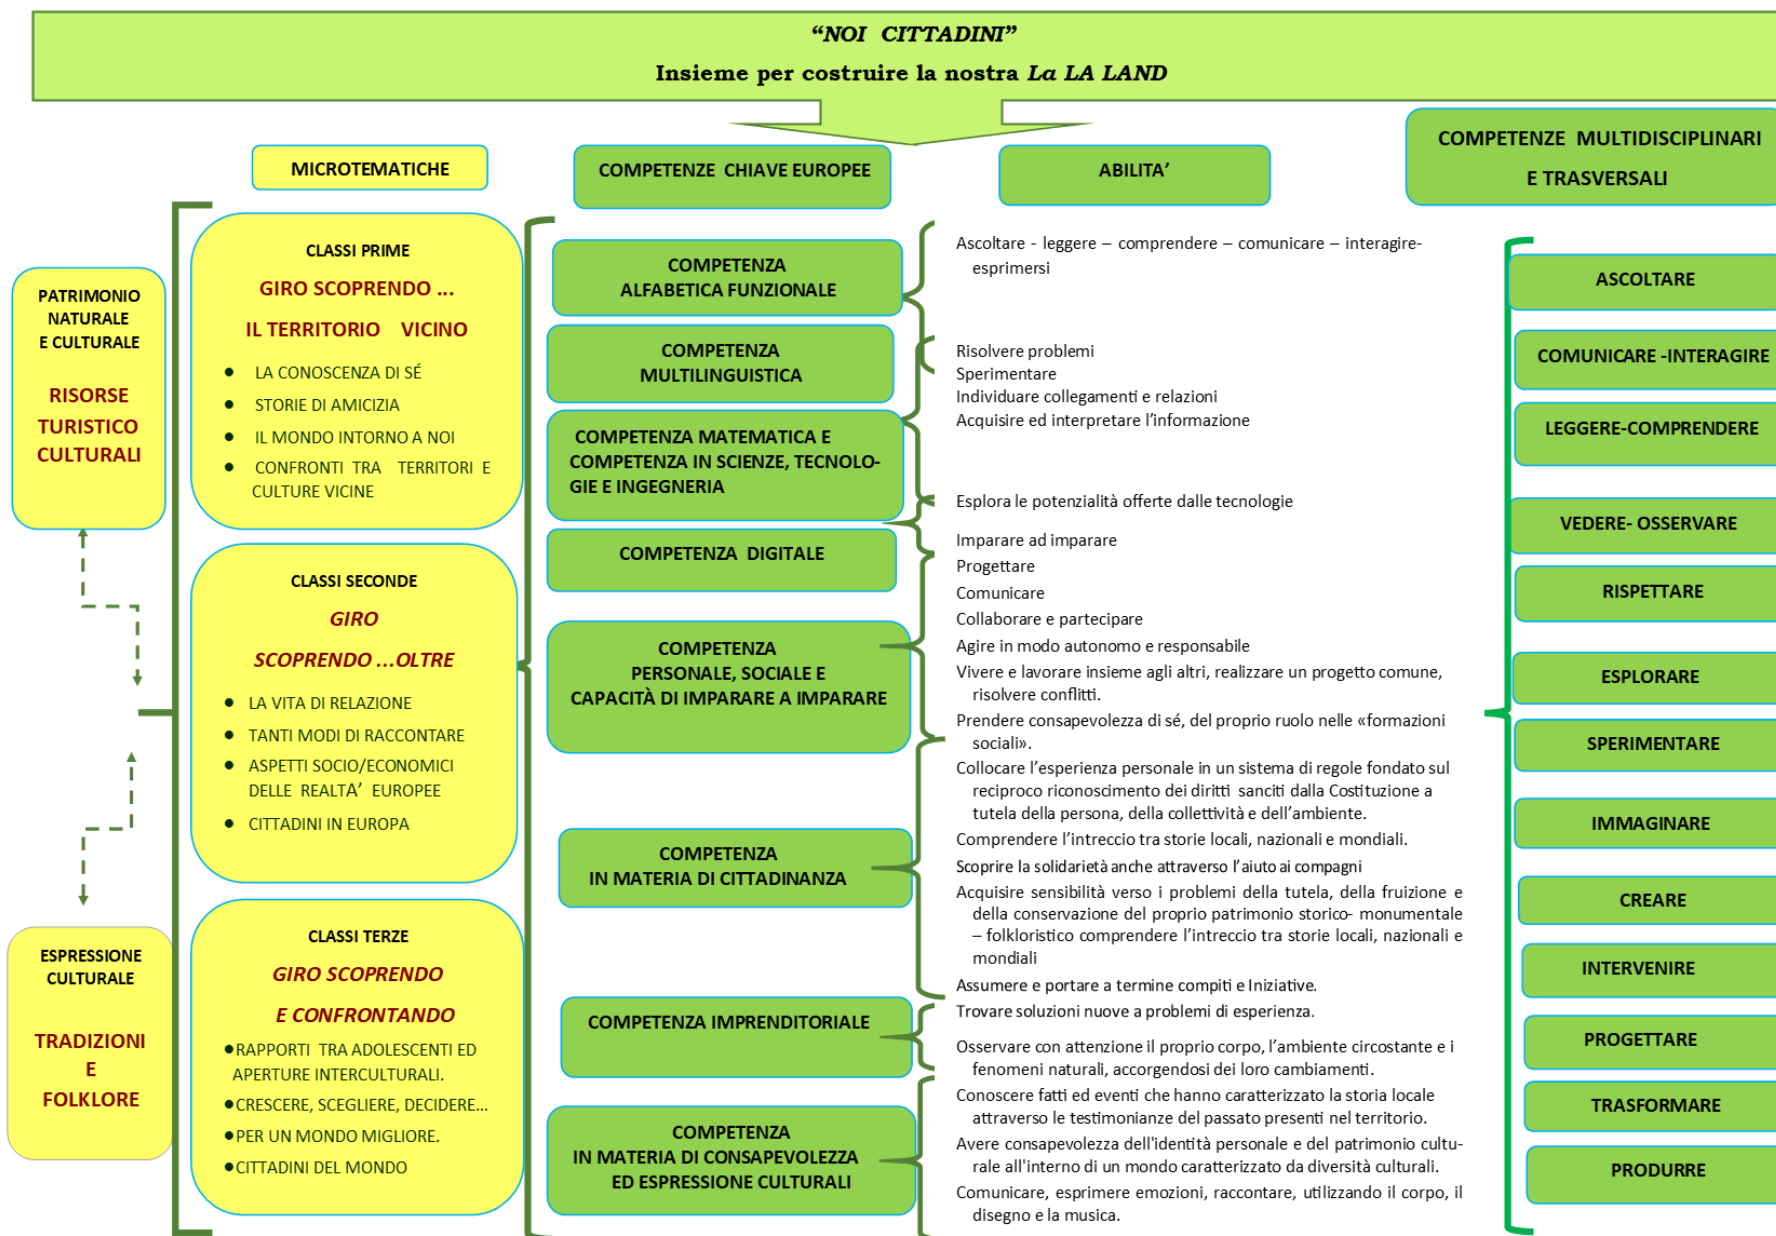 “NOI CITTADINI”
Insieme per costruire la nostra La LA LAND
MICROTEMATICHE
COMPETENZE CHIAVE EUROPEE
ABILITA’
COMPETENZE MULTIDISCIPLINARI
E TRASVERSALI
PATRIMONIO
NATURALE
E CULTURALE
RISORSE
TURISTICO
CULTURALI
ESPRESSIONE
CULTURALE
TRADIZIONI
E
FOLKLORE
CLASSI PRIME
GIRO SCOPRENDO ...
IL TERRITORIO VICINO
● LA CONOSCENZA DI SÉ
● STORIE DI AMICIZIA
● IL MONDO INTORNO A NOI
● CONFRONTI TRA TERRITORI E
CULTURE VICINE
CLASSI SECONDE
GIRO
SCOPRENDO ...OLTRE
● LA VITA DI RELAZIONE
● TANTI MODI DI RACCONTARE
● ASPETTI SOCIO/ECONOMICI
DELLE REALTA’ EUROPEE
● CITTADINI IN EUROPA
CLASSI TERZE
GIRO SCOPRENDO
E CONFRONTANDO
●RAPPORTI TRA ADOLESCENTI ED
APERTURE INTERCULTURALI.
●CRESCERE, SCEGLIERE, DECIDERE...
●PER UN MONDO MIGLIORE.
●CITTADINI DEL MONDO
COMPETENZA
ALFABETICA FUNZIONALE
COMPETENZA
MULTILINGUISTICA
COMPETENZA MATEMATICA E
COMPETENZA IN SCIENZE, TECNOLO-
GIE E INGEGNERIA
COMPETENZA DIGITALE
COMPETENZA
PERSONALE, SOCIALE E
CAPACITÀ DI IMPARARE A IMPARARE
COMPETENZA
IN MATERIA DI CITTADINANZA
COMPETENZA IMPRENDITORIALE
COMPETENZA
IN MATERIA DI CONSAPEVOLEZZA
ED ESPRESSIONE CULTURALI
Ascoltare - leggere – comprendere – comunicare – interagire-
esprimersi
Risolvere problemi
Sperimentare
Individuare collegamenti e relazioni
Acquisire ed interpretare l’informazione
Esplora le potenzialità offerte dalle tecnologie
Imparare ad imparare
Progettare
Comunicare
Collaborare e partecipare
Agire in modo autonomo e responsabile
Vivere e lavorare insieme agli altri, realizzare un progetto comune,
risolvere conflitti.
Prendere consapevolezza di sé, del proprio ruolo nelle «formazioni
sociali».
Collocare l’esperienza personale in un sistema di regole fondato sul
reciproco riconoscimento dei diritti sanciti dalla Costituzione a
tutela della persona, della collettività e dell’ambiente.
Comprendere l’intreccio tra storie locali, nazionali e mondiali.
Scoprire la solidarietà anche attraverso l’aiuto ai compagni
Acquisire sensibilità verso i problemi della tutela, della fruizione e
della conservazione del proprio patrimonio storico- monumentale
– folkloristico comprendere l’intreccio tra storie locali, nazionali e
mondiali
Assumere e portare a termine compiti e Iniziative.
Trovare soluzioni nuove a problemi di esperienza.
Osservare con attenzione il proprio corpo, l’ambiente circostante e i
fenomeni naturali, accorgendosi dei loro cambiamenti.
Conoscere fatti ed eventi che hanno caratterizzato la storia locale
attraverso le testimonianze del passato presenti nel territorio.
Avere consapevolezza dell'identità personale e del patrimonio cultu-
rale all'interno di un mondo caratterizzato da diversità culturali.
Comunicare, esprimere emozioni, raccontare, utilizzando il corpo, il
disegno e la musica.
ASCOLTARE
COMUNICARE -INTERAGIRE
LEGGERE-COMPRENDERE
VEDERE- OSSERVARE
RISPETTARE
ESPLORARE
SPERIMENTARE
IMMAGINARE
CREARE
INTERVENIRE
PROGETTARE
TRASFORMARE
PRODURRE